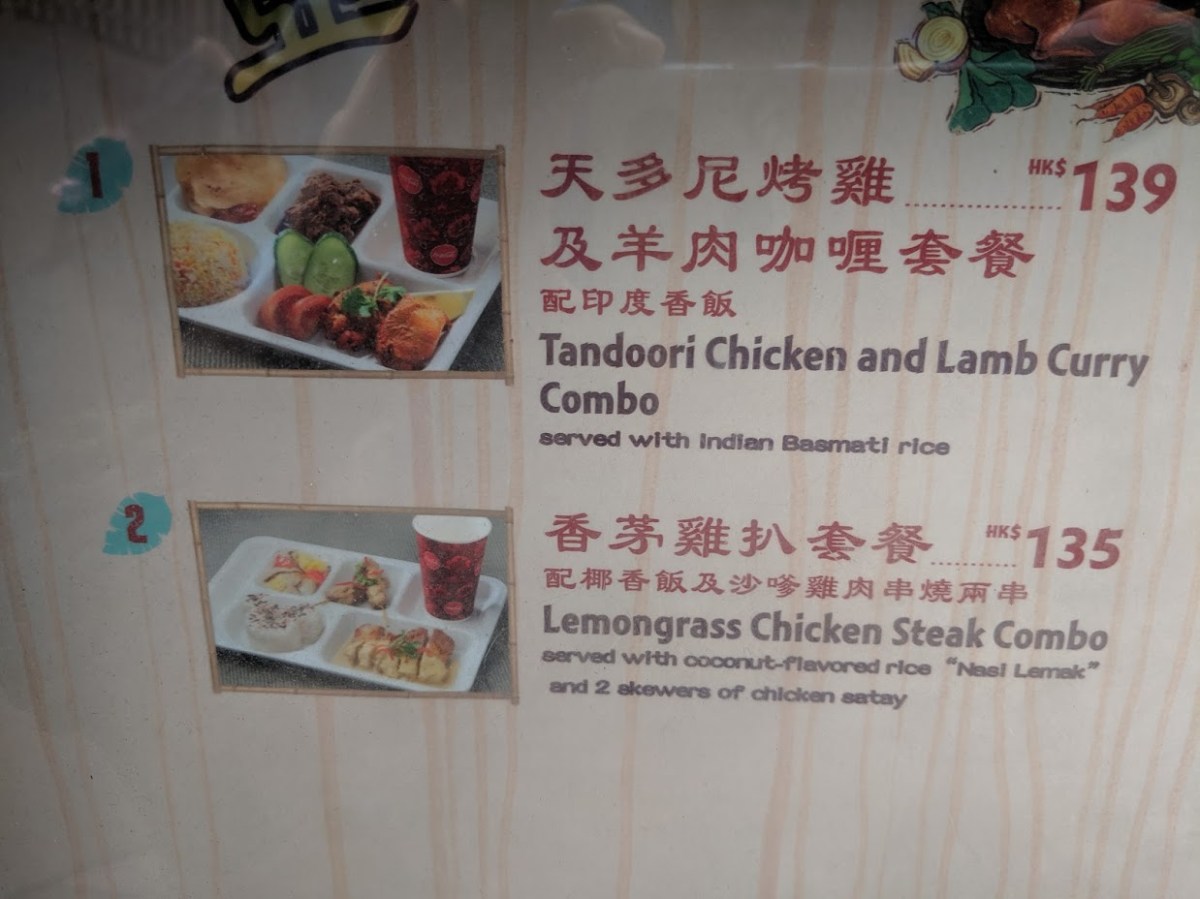 1
天多尼烤雞 HK$ 139
及羊肉咖喱套餐
配印度香飯
Tandoori Chicken and Lamb Curry
Combo
served with Indian Basmati rice
2
香茅雞扒套餐 HK$ 135
配椰香飯及沙嗲雞肉串燒兩串
Lemongrass Chicken Steak Combo
served with coconut-flavored rice "Nasi Lemak"
and 2 skewers of chicken satay